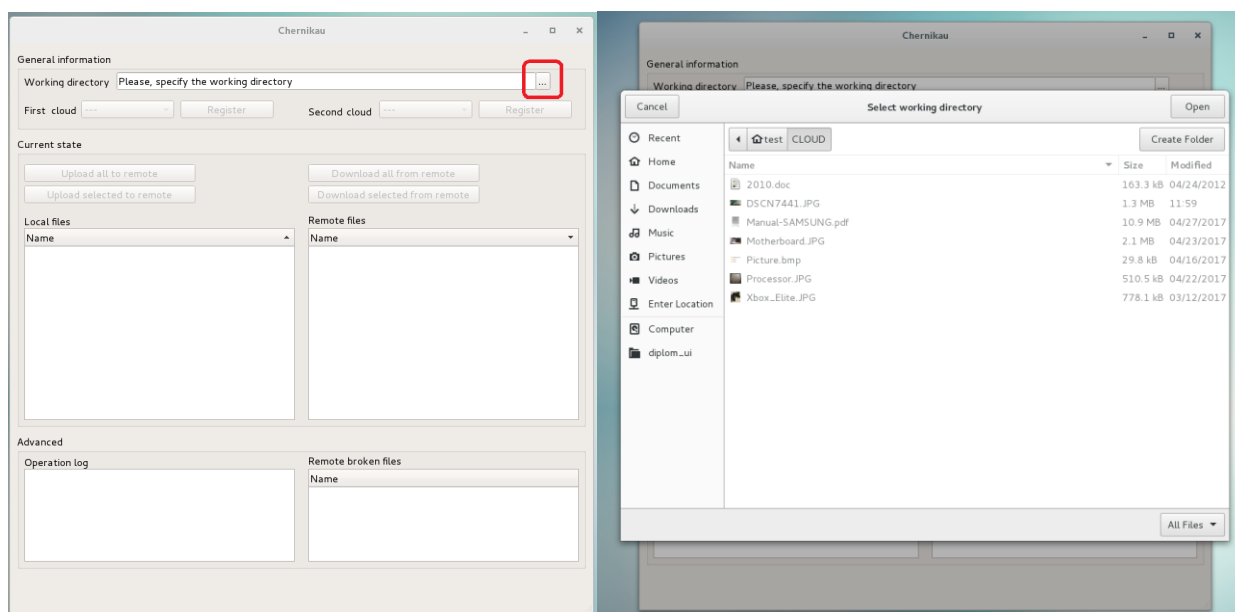 Chernikau
General information
Working directory Please, specify the working directory ...
First cloud --- Register Second cloud --- Register
Current state
Upload all to remote Download all from remote
Upload selected to remote Download selected from remote
Local files Remote files
Name Name
Advanced
Operation log Remote broken files
Name
Chernikau
General information
Working directory Please, specify the working directory ...
Cancel Select working directory Open
Recent
Home
Documents
Downloads
Music
Pictures
Videos
Enter Location
Computer
diplom_ui
test CLOUD Create Folder
Name Size Modified
2010.doc 163.3 kB 04/24/2012
DSCN7441.JPG 1.3 MB 11:59
Manual-SAMSUNG.pdf 10.9 MB 04/27/2017
Motherboard.JPG 2.1 MB 04/23/2017
Picture.bmp 29.8 kB 04/16/2017
Processor.JPG 510.5 kB 04/22/2017
Xbox_Elite.JPG 778.1 kB 03/12/2017
All Files